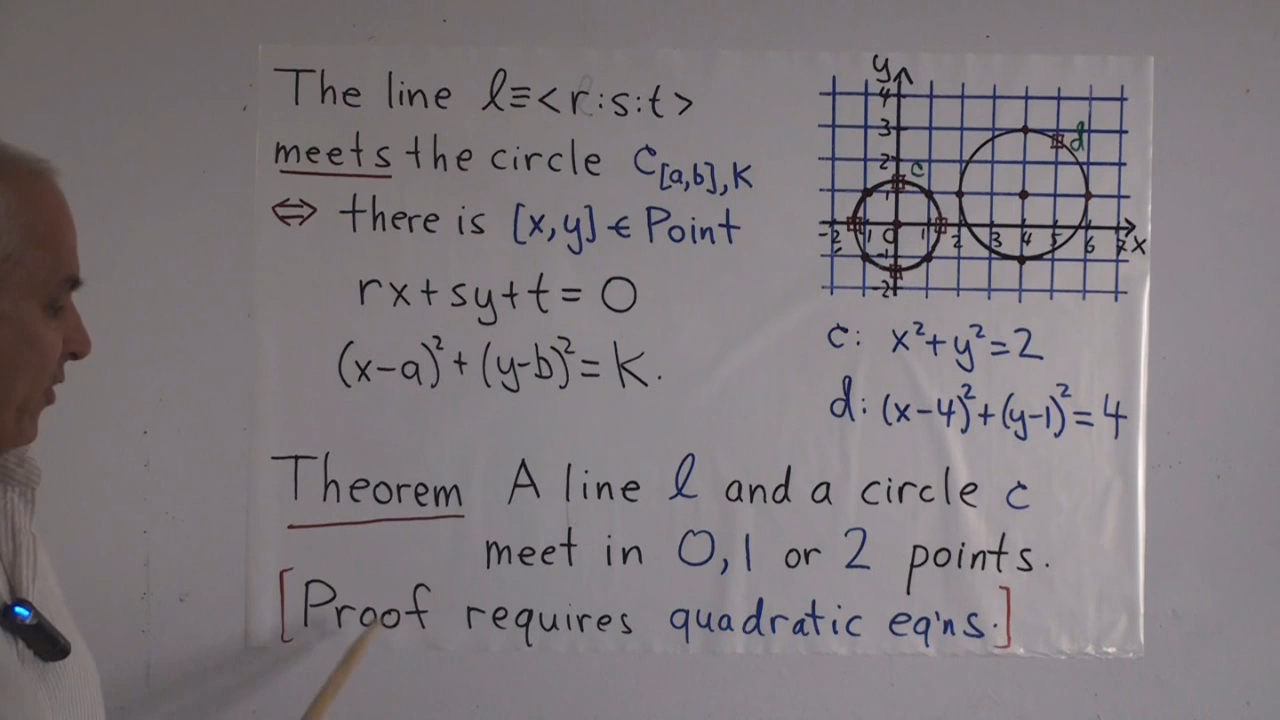 The line l≡<r:s:t>
meets the circle C[a,b],K
⇔ there is [x,y] ∈ Point
rx+sy+t=0
(x-a)²+(y-b)²=K.
y
4
3
d
2
c
1
-2 -1 0 1 2 3 4 5 6 7 x
-1
-2
c: x²+y²=2
d: (x-4)²+(y-1)²=4
Theorem A line l and a circle c
meet in 0,1 or 2 points.
[Proof requires quadratic eq'ns.]